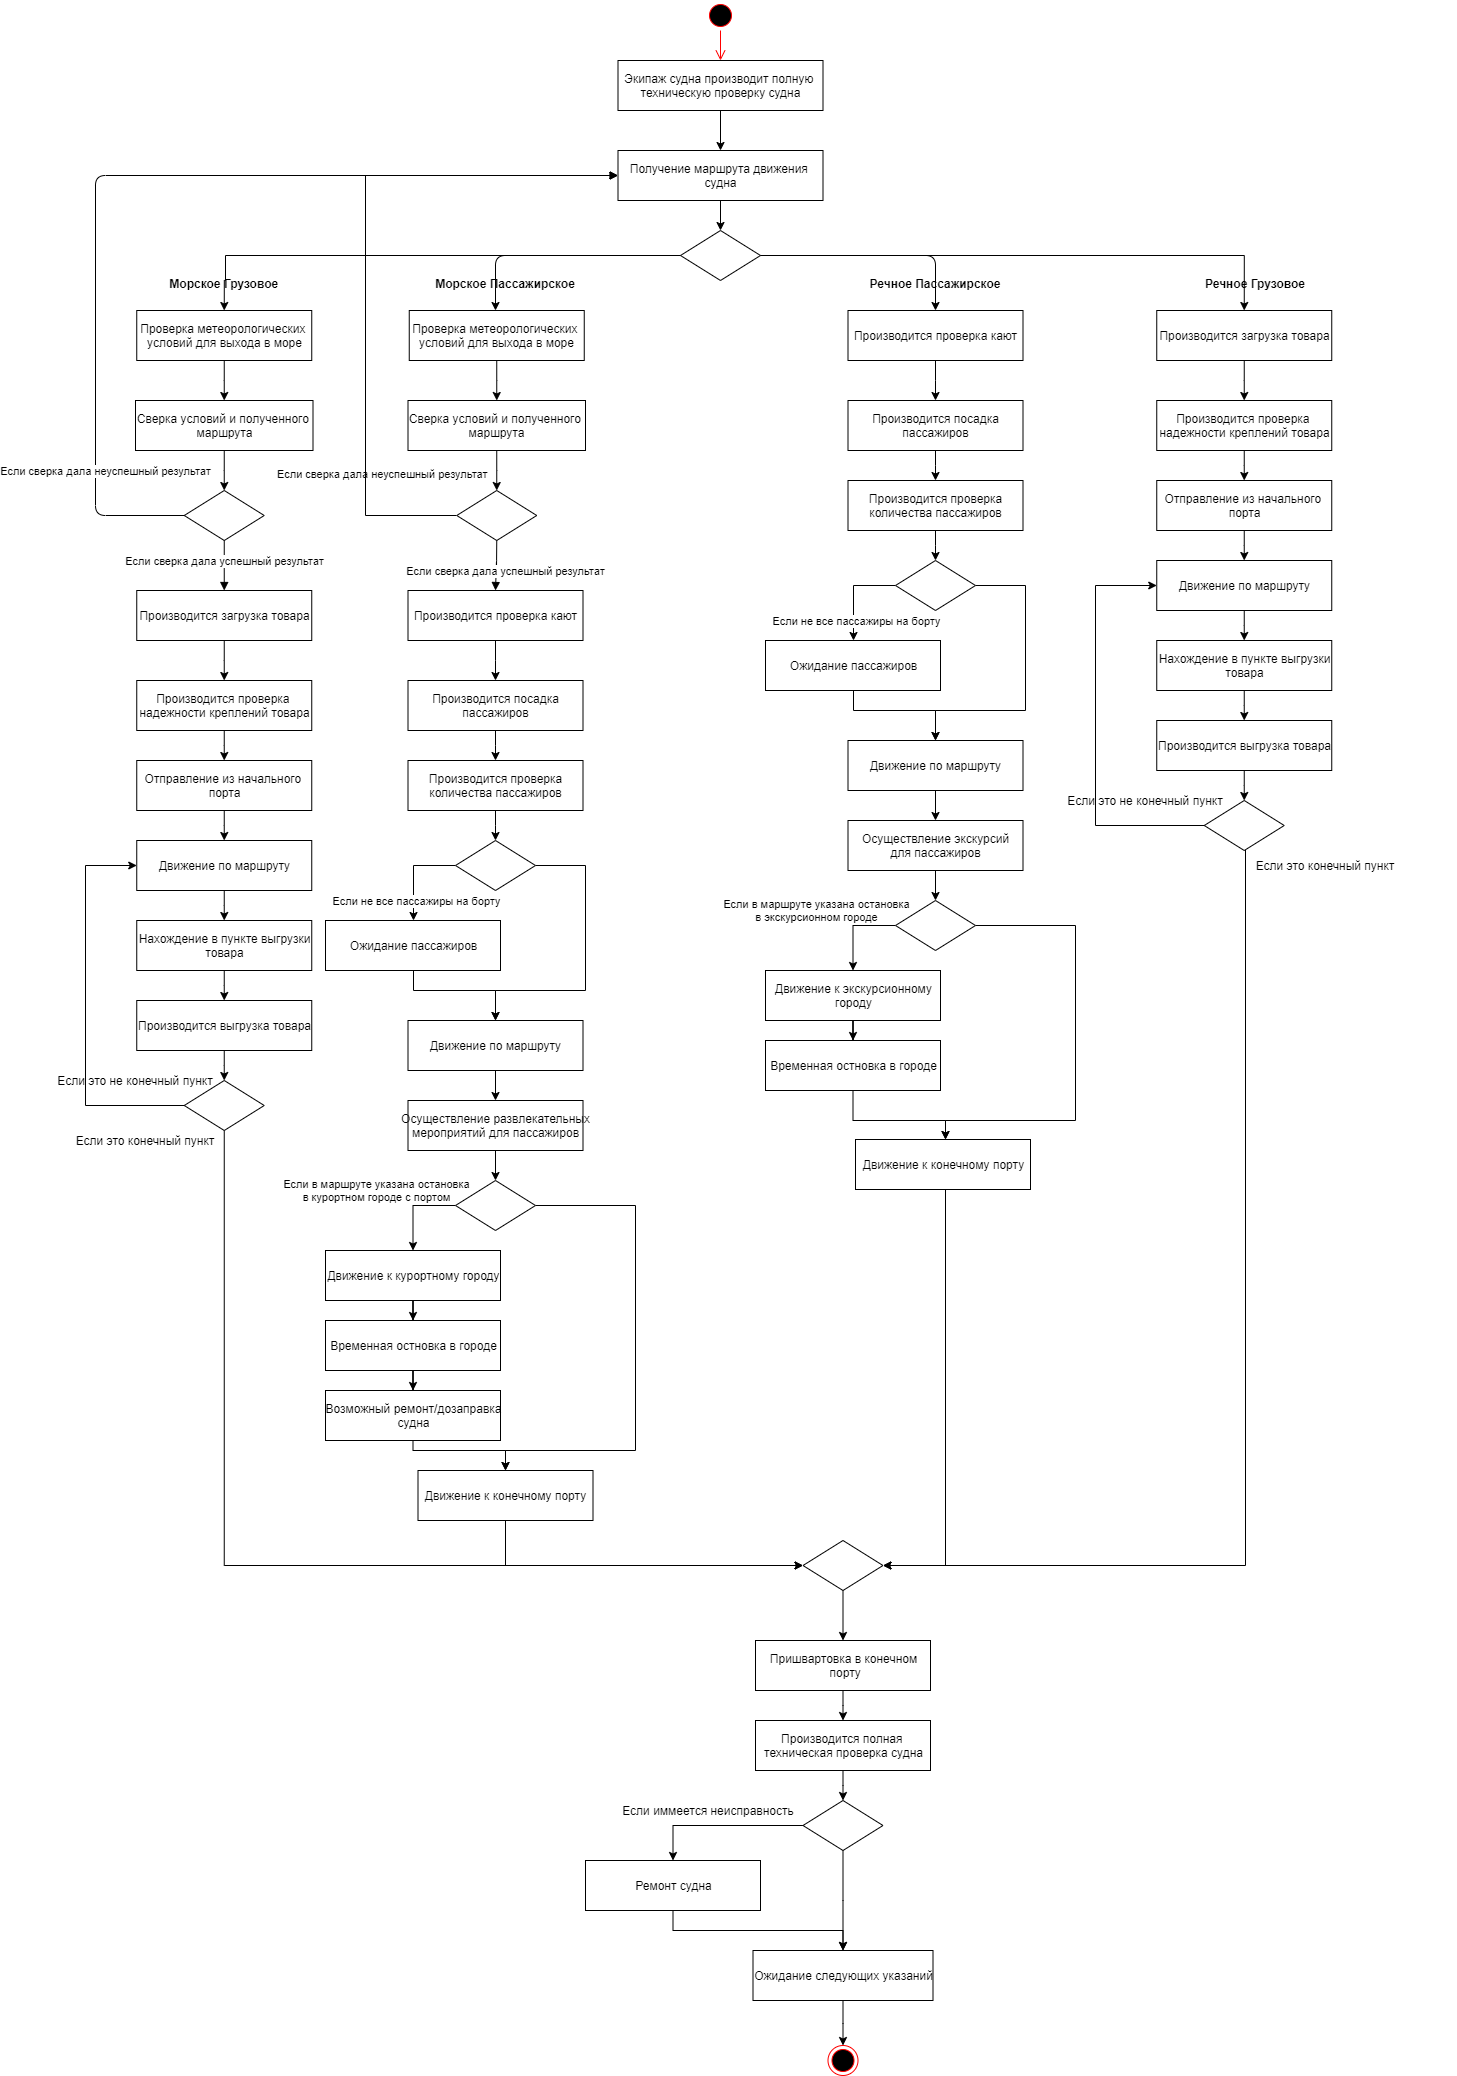 Экипаж судна производит полную
техническую проверку судна
Получение маршрута движения
судна
Морское Грузовое
Морское Пассажирское
Речное Пассажирское
Речное Грузовое
Проверка метеорологических
условий для выхода в море
Проверка метеорологических
условий для выхода в море
Производится проверка кают
Производится загрузка товара
Сверка условий и полученного
маршрута
Сверка условий и полученного
маршрута
Производится посадка
пассажиров
Производится проверка
надежности креплений товара
Если сверка дала неуспешный результат
Если сверка дала неуспешный результат
Производится проверка
количества пассажиров
Отправление из начального
порта
Если сверка дала успешный результат
Если сверка дала успешный результат
Движение по маршруту
Производится загрузка товара
Производится проверка кают
Если не все пассажиры на борту
Ожидание пассажиров
Нахождение в пункте выгрузки
товара
Производится проверка
надежности креплений товара
Производится посадка
пассажиров
Движение по маршруту
Производится выгрузка товара
Отправление из начального
порта
Производится проверка
количества пассажиров
Если это не конечный пункт
Осуществление экскурсий
для пассажиров
Если это конечный пункт
Движение по маршруту
Если не все пассажиры на борту
Если в маршруте указана остановка
в экскурсионном городе
Нахождение в пункте выгрузки
товара
Ожидание пассажиров
Движение к экскурсионному
городу
Производится выгрузка товара
Движение по маршруту
Временная остновка в городе
Если это не конечный пункт
Осуществление развлекательных
мероприятий для пассажиров
Если это конечный пункт
Движение к конечному порту
Если в маршруте указана остановка
в курортном городе с портом
Движение к курортному городу
Временная остновка в городе
Возможный ремонт/дозаправка
судна
Движение к конечному порту
Пришвартовка в конечном
порту
Производится полная
техническая проверка судна
Если иммеется неисправность
Ремонт судна
Ожидание следующих указаний